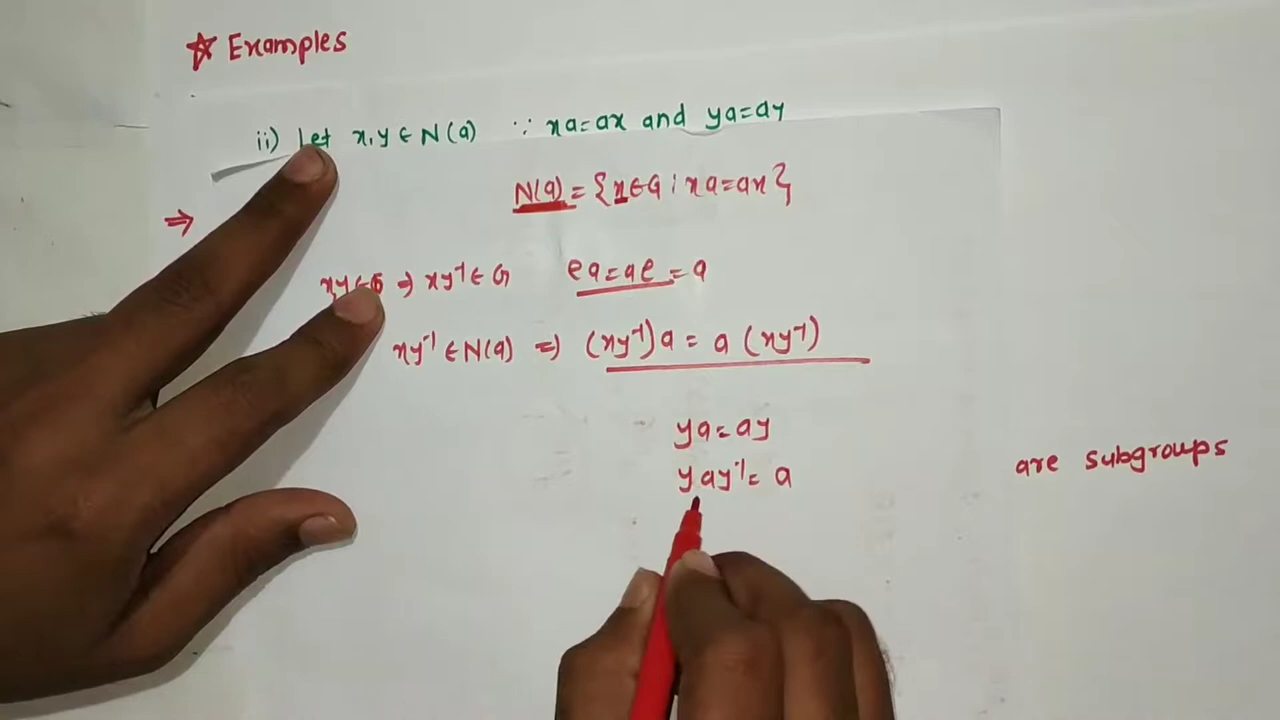 ☆ Examples
ii) Let x,y ∈ N(a) ∵ xa=ax and ya=ay
N(a) = {x∈G : xa=ax}
⇒
⇒ xy⁻¹ ∈ G ea=ae=a
xy⁻¹ ∈ N(a) ⇒ (xy⁻¹)a = a(xy⁻¹)
ya=ay
yay⁻¹= a
are subgroups